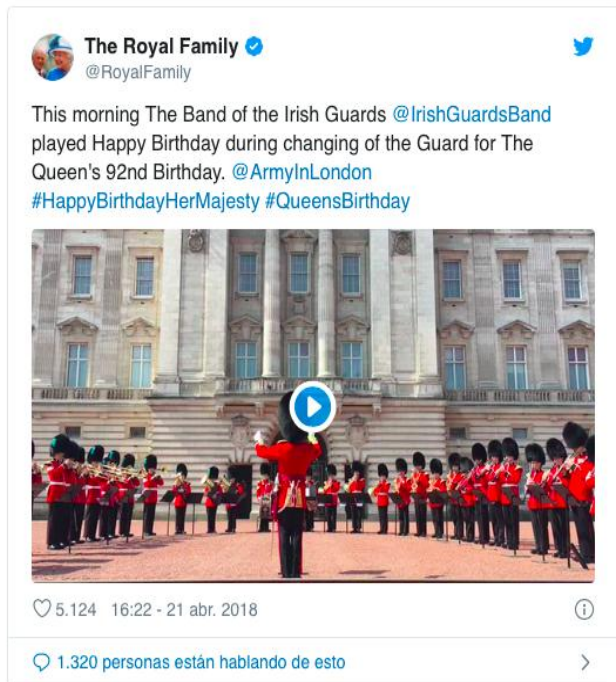 The Royal Family
@RoyalFamily
This morning The Band of the Irish Guards @IrishGuardsBand
played Happy Birthday during changing of the Guard for The
Queen's 92nd Birthday. @ArmyInLondon
#HappyBirthdayHerMajesty #QueensBirthday
5.124 16:22 - 21 abr. 2018
1.320 personas están hablando de esto